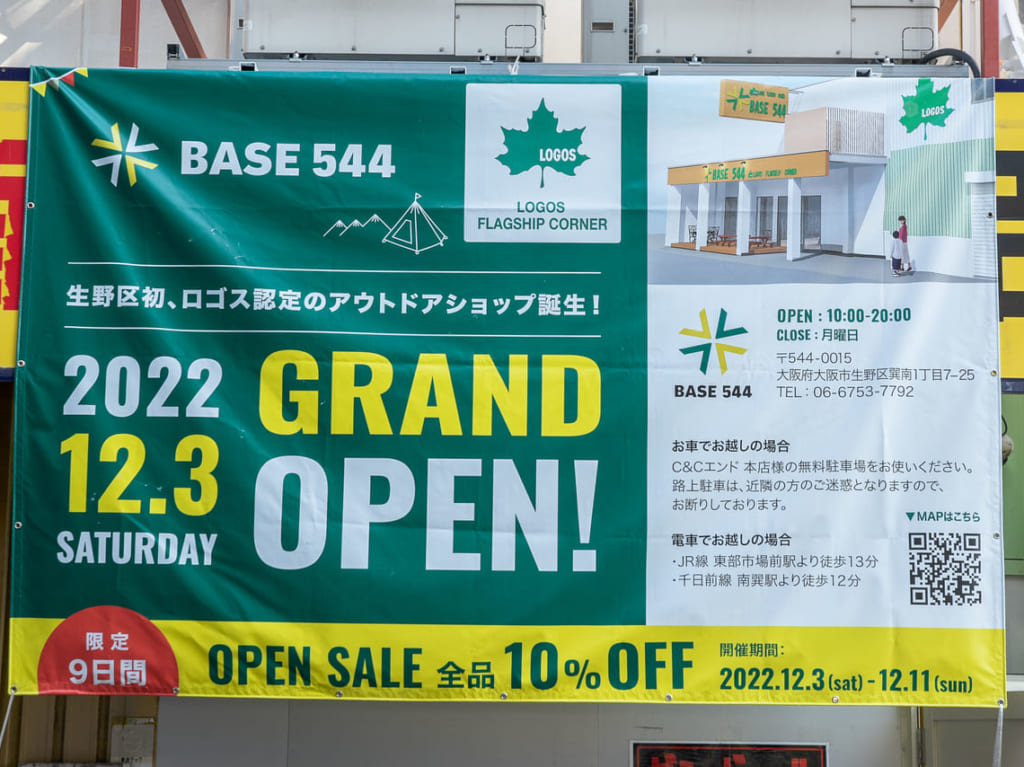 BASE 544
LOGOS
LOGOS
FLAGSHIP CORNER
生野区初、ロゴス認定のアウトドアショップ誕生！
2022
12.3
SATURDAY
GRAND
OPEN!
BASE 544
BASE 544 LOGOS FLAGSHIP CORNER
LOGOS
BASE 544
OPEN : 10:00-20:00
CLOSE : 月曜日
〒544-0015
大阪府大阪市生野区巽南1丁目7-25
TEL : 06-6753-7792
お車でお越しの場合
C&Cエンド 本店様の無料駐車場をお使いください。
路上駐車は、近隣の方のご迷惑となりますので、
お断りしております。
▼MAPはこちら
電車でお越しの場合
・JR線 東部市場前駅より徒歩13分
・千日前線 南巽駅より徒歩12分
限定
9日間
OPEN SALE 全品 10%OFF
開催期間:
2022.12.3(sat) - 12.11(sun)